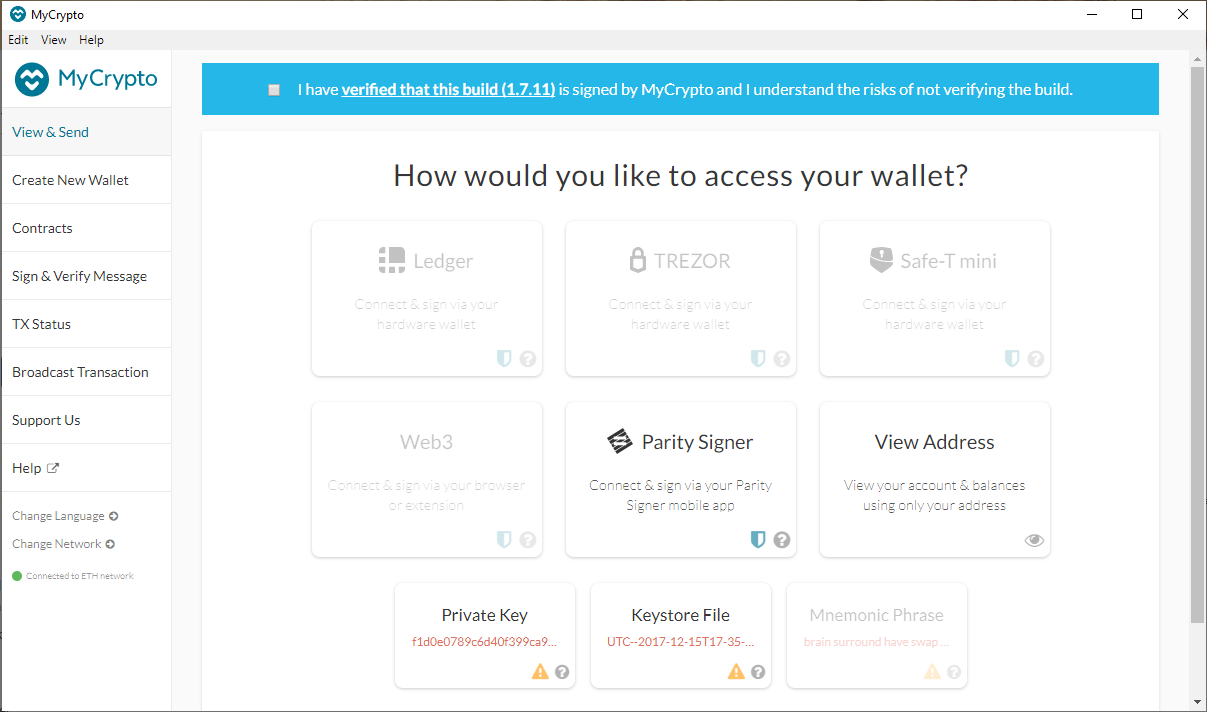 MyCrypto
Edit View Help
MyCrypto
I have verified that this build (1.7.11) is signed by MyCrypto and I understand the risks of not verifying the build.
View & Send
Create New Wallet
Contracts
Sign & Verify Message
TX Status
Broadcast Transaction
Support Us
Help
Change Language
Change Network
Connected to ETH network
How would you like to access your wallet?
Ledger
Connect & sign via your
hardware wallet
TREZOR
Connect & sign via your
hardware wallet
Safe-T mini
Connect & sign via your
hardware wallet
Web3
Connect & sign via your browser
or extension
Parity Signer
Connect & sign via your Parity
Signer mobile app
View Address
View your account & balances
using only your address
Private Key
f1d0e0789c6d40f399ca9...
Keystore File
UTC--2017-12-15T17-35-...
Mnemonic Phrase
brain surround have swap ...